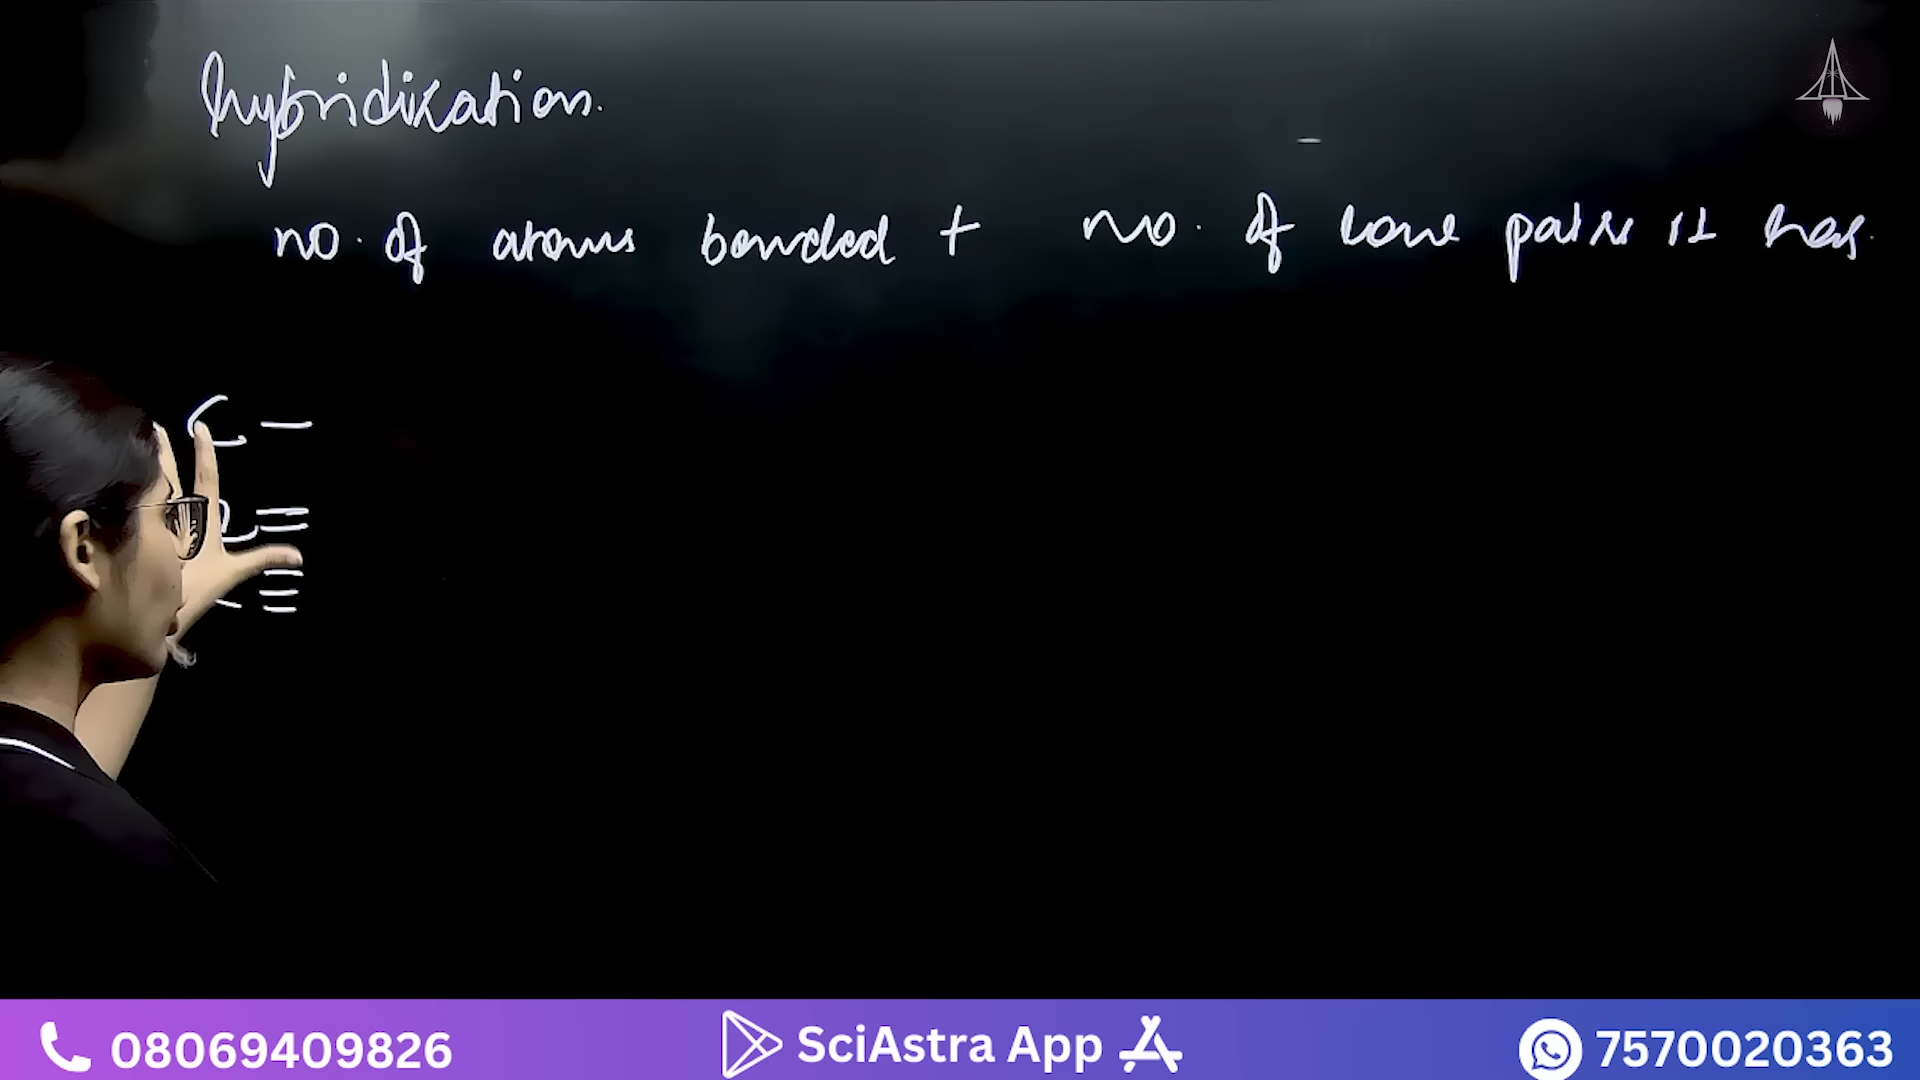 hybridization.
no. of atoms bonded + no. of lone pairs it has.
C -
C =
≡
08069409826 SciAstra App 7570020363